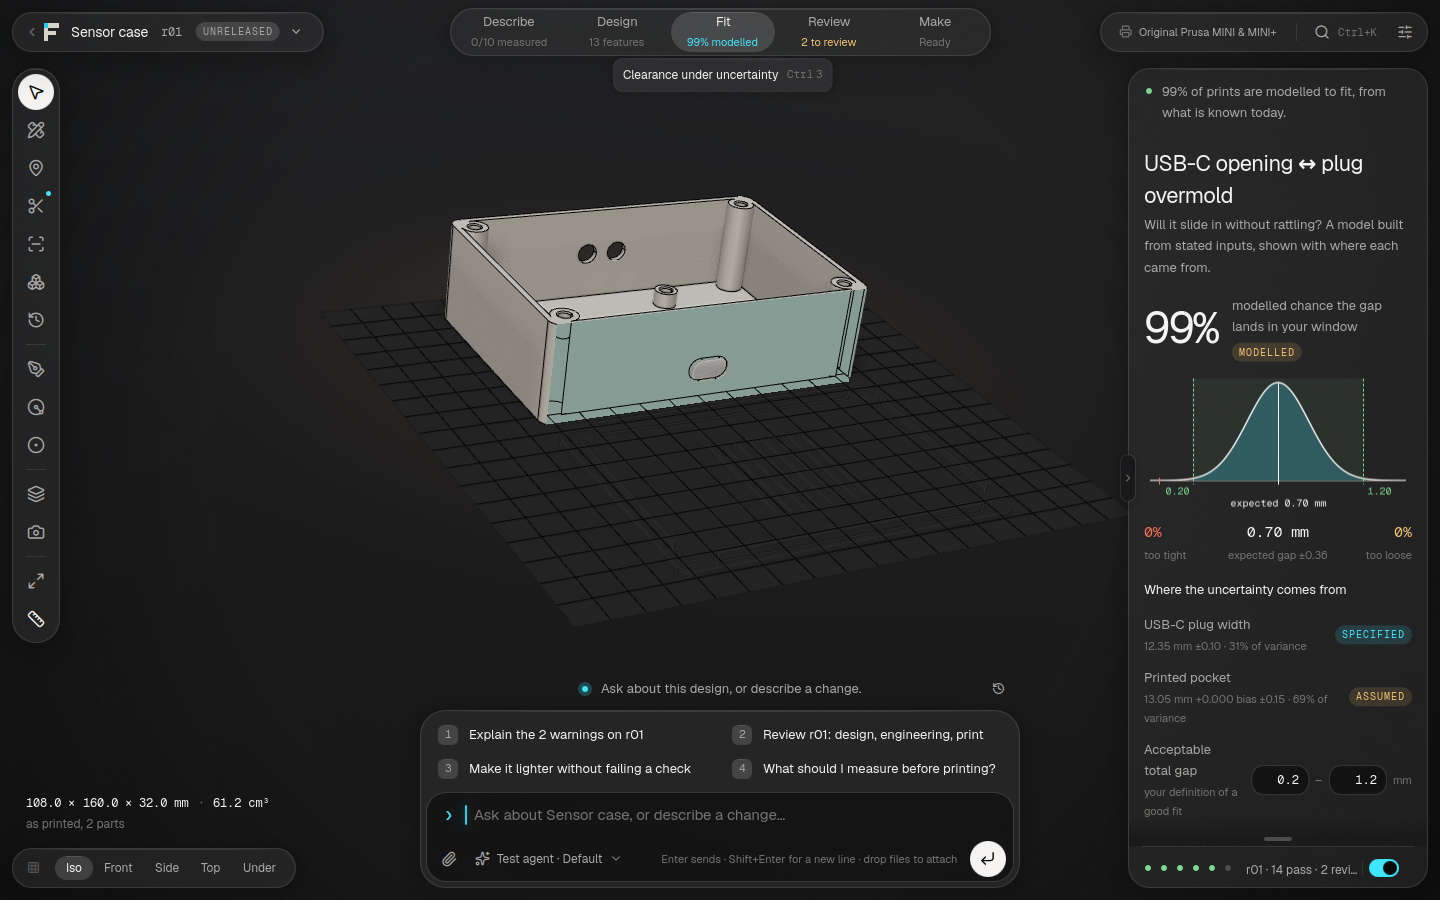 Sensor case r01 UNRELEASED
Describe
0/10 measured
Design
13 features
Fit
99% modelled
Review
2 to review
Make
Ready
Original Prusa MINI & MINI+
Ctrl+K
Clearance under uncertainty Ctrl 3
99% of prints are modelled to fit, from
what is known today.
USB-C opening ↔ plug
overmold
Will it slide in without rattling? A model built
from stated inputs, shown with where each
came from.
99%
modelled chance the gap
lands in your window
MODELLED
0.20
1.20
expected 0.70 mm
0%
too tight
0.70 mm
expected gap ±0.36
0%
too loose
Where the uncertainty comes from
USB-C plug width
12.35 mm ±0.10 · 31% of variance
SPECIFIED
Printed pocket
13.05 mm +0.000 bias ±0.15 · 69% of
variance
ASSUMED
Acceptable
total gap
your definition of a
good fit
0.2 – 1.2 mm
r01 · 14 pass · 2 revi...
Ask about this design, or describe a change.
1 Explain the 2 warnings on r01
2 Review r01: design, engineering, print
3 Make it lighter without failing a check
4 What should I measure before printing?
Ask about Sensor case, or describe a change...
Test agent · Default
Enter sends · Shift+Enter for a new line · drop files to attach
108.0 × 160.0 × 32.0 mm · 61.2 cm³
as printed, 2 parts
Iso Front Side Top Under